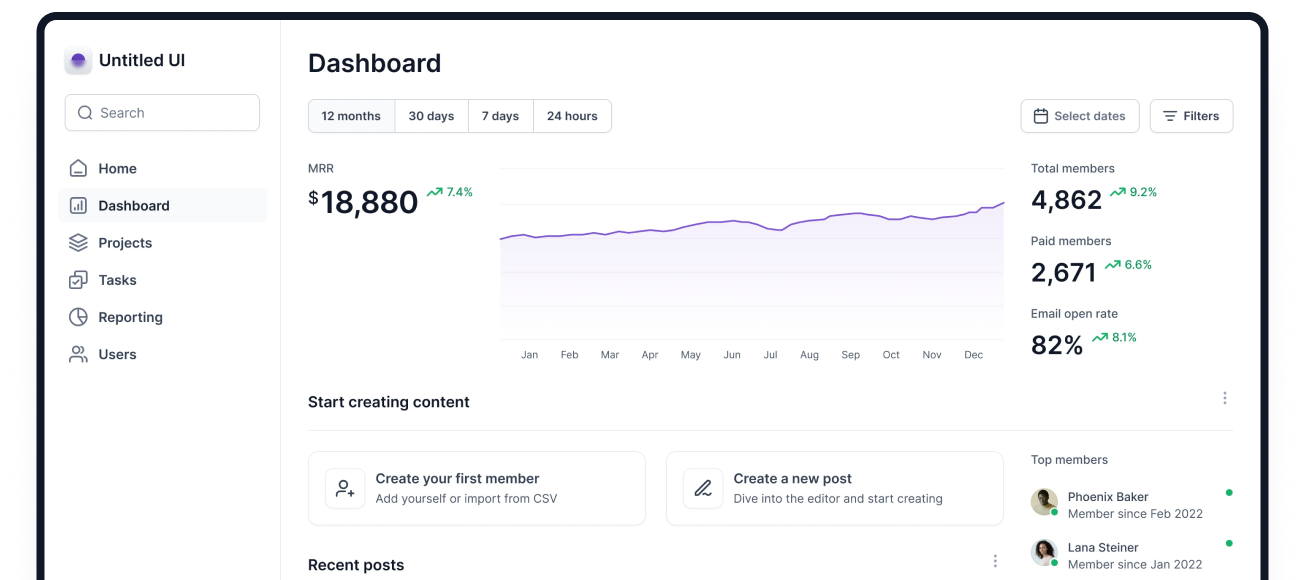 Untitled UI
Search
Home
Dashboard
Projects
Tasks
Reporting
Users
Dashboard
12 months
30 days
7 days
24 hours
Select dates
Filters
MRR
$18,880
7.4%
Jan Feb Mar Apr May Jun Jul Aug Sep Oct Nov Dec
Total members
4,862
9.2%
Paid members
2,671
6.6%
Email open rate
82%
8.1%
Start creating content
Create your first member
Add yourself or import from CSV
Create a new post
Dive into the editor and start creating
Top members
Phoenix Baker
Member since Feb 2022
Lana Steiner
Member since Jan 2022
Recent posts